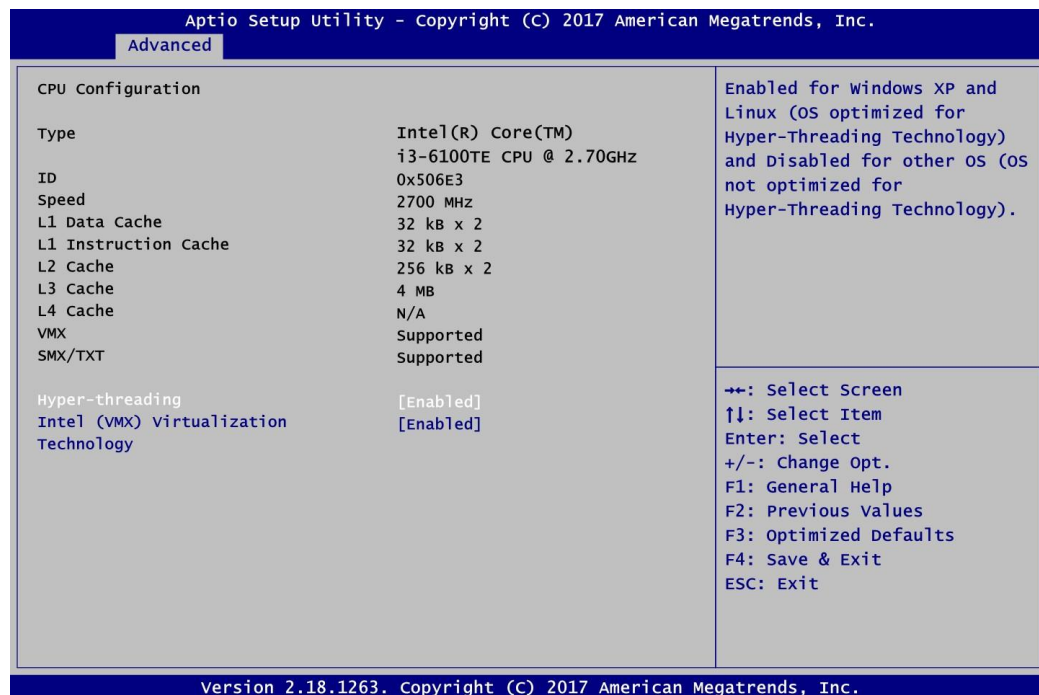 Aptio Setup Utility - Copyright (C) 2017 American Megatrends, Inc.
Advanced
CPU Configuration
Type Intel(R) Core(TM)
i3-6100TE CPU @ 2.70GHz
ID 0x506E3
Speed 2700 MHz
L1 Data Cache 32 kB x 2
L1 Instruction Cache 32 kB x 2
L2 Cache 256 kB x 2
L3 Cache 4 MB
L4 Cache N/A
VMX Supported
SMX/TXT Supported
Hyper-threading [Enabled]
Intel (VMX) Virtualization [Enabled]
Technology
Enabled for Windows XP and
Linux (OS optimized for
Hyper-Threading Technology)
and Disabled for other OS (OS
not optimized for
Hyper-Threading Technology).
→←: Select Screen
↑↓: Select Item
Enter: Select
+/-: Change Opt.
F1: General Help
F2: Previous Values
F3: Optimized Defaults
F4: Save & Exit
ESC: Exit
Version 2.18.1263. Copyright (C) 2017 American Megatrends, Inc.